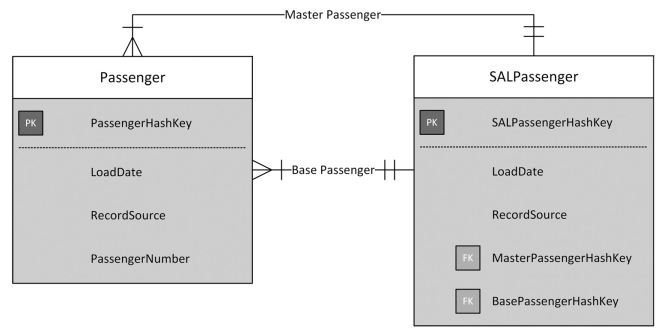 Master Passenger
Passenger
PK PassengerHashKey
LoadDate
RecordSource
PassengerNumber
Base Passenger
SALPassenger
PK SALPassengerHashKey
LoadDate
RecordSource
FK MasterPassengerHashKey
FK BasePassengerHashKey